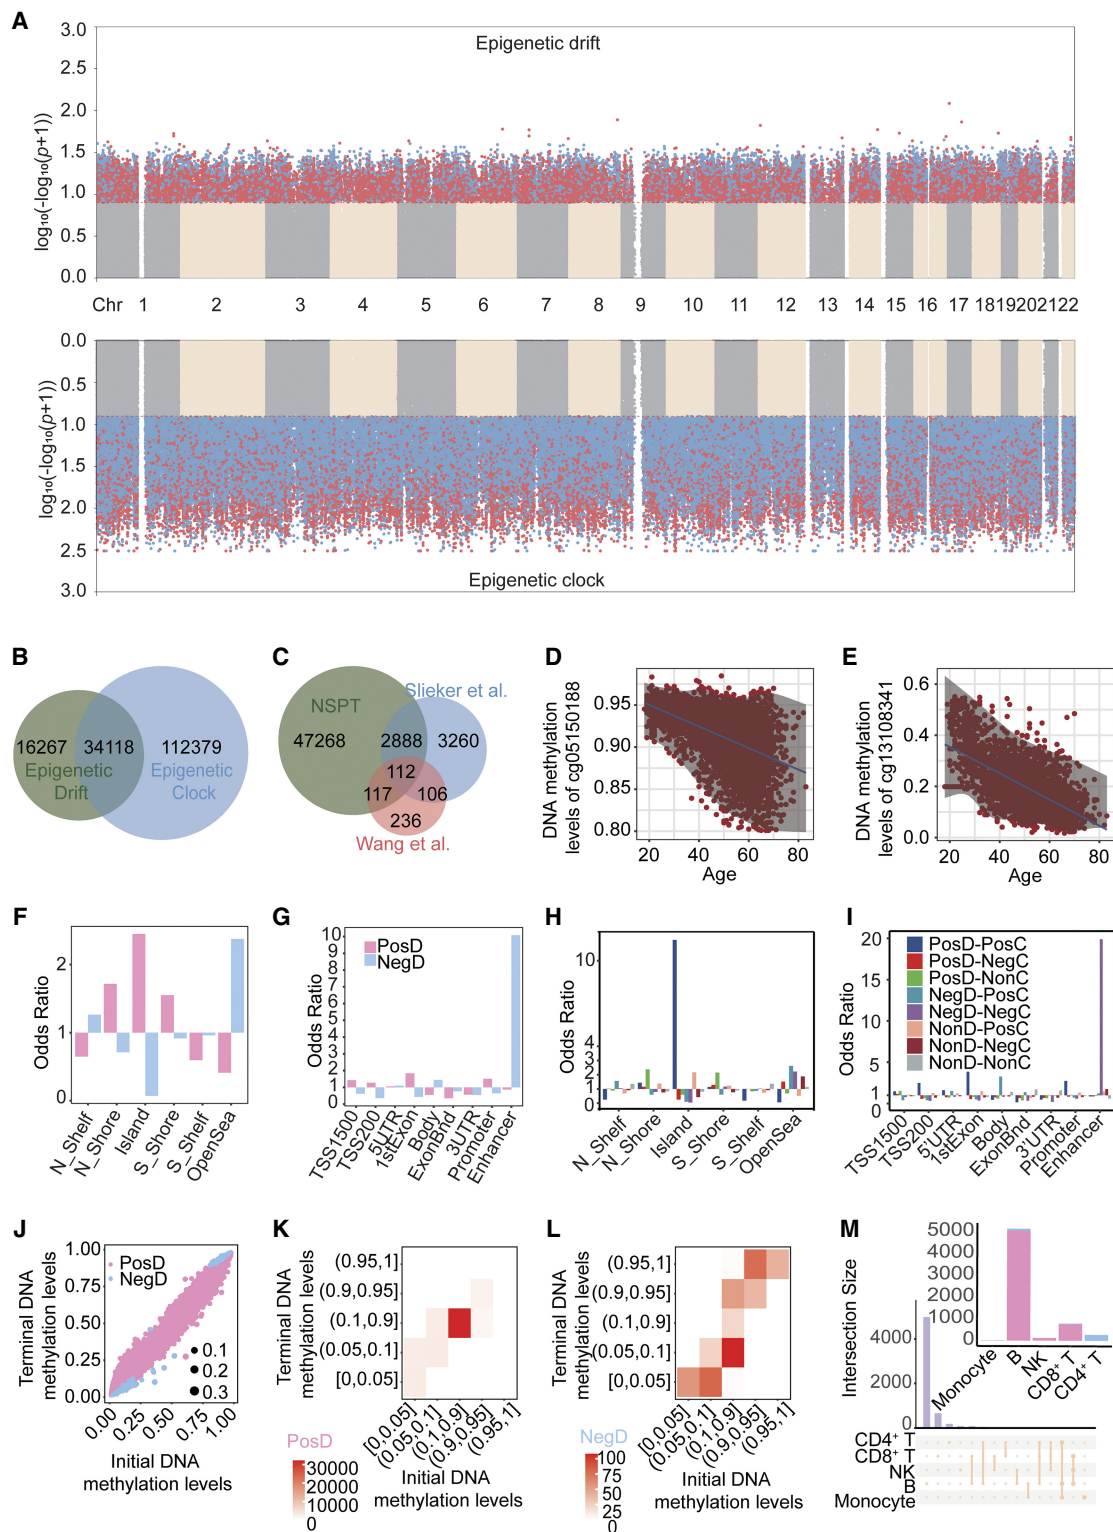 A
Epigenetic drift
log₁₀(-log₁₀(p+1))
3.0
2.5
2.0
1.5
1.0
0.5
0.0
Chr 1 2 3 4 5 6 7 8 9 10 11 12 13 14 15 16 17 18 19 20 21 22
log₁₀(-log₁₀(p+1))
0.0
0.5
1.0
1.5
2.0
2.5
3.0
Epigenetic clock
B
16267 34118 112379
Epigenetic Drift
Epigenetic Clock
C
NSPT
Slieker et al.
47268 2888 3260
112
117 106
236
Wang et al.
D
DNA methylation
levels of cg05150188
0.95
0.90
0.85
0.80
20 40 60 80
Age
E
DNA methylation
levels of cg13108341
0.6
0.4
0.2
0.0
20 40 60 80
Age
F
Odds Ratio
2
1
0
N_Shelf
N_Shore
Island
S_Shore
S_Shelf
OpenSea
G
PosD
NegD
Odds Ratio
10
9
8
7
6
5
4
3
2
1
0
TSS1500
TSS200
5'UTR
1stExon
Body
ExonBnd
3'UTR
Promoter
Enhancer
H
Odds Ratio
10
4
3
2
1
0
N_Shelf
N_Shore
Island
S_Shore
S_Shelf
OpenSea
I
Odds Ratio
20
15
10
5
1
0
PosD-PosC
PosD-NegC
PosD-NonC
NegD-PosC
NegD-NegC
NonD-PosC
NonD-NegC
NonD-NonC
TSS1500
TSS200
5'UTR
1stExon
Body
ExonBnd
3'UTR
Promoter
Enhancer
J
Terminal DNA
methylation levels
1.00
0.75
0.50
0.25
0.00
PosD
NegD
0.1
0.2
0.3
0.00
0.25
0.50
0.75
1.00
Initial DNA
methylation levels
K
Terminal DNA
methylation levels
(0.95,1]
(0.9,0.95]
(0.1,0.9]
(0.05,0.1]
[0,0.05]
[0,0.05]
(0.05,0.1]
(0.1,0.9]
(0.9,0.95]
(0.95,1]
PosD
30000
20000
10000
0
Initial DNA
methylation levels
L
Terminal DNA
methylation levels
(0.95,1]
(0.9,0.95]
(0.1,0.9]
(0.05,0.1]
[0,0.05]
[0,0.05]
(0.05,0.1]
(0.1,0.9]
(0.9,0.95]
(0.95,1]
NegD
100
75
50
25
0
Initial DNA
methylation levels
M
Intersection Size
4000
2000
0
5000
4000
3000
2000
1000
0
Monocyte
B
NK
CD8⁺ T
CD4⁺ T
CD4⁺ T
CD8⁺ T
NK
B
Monocyte